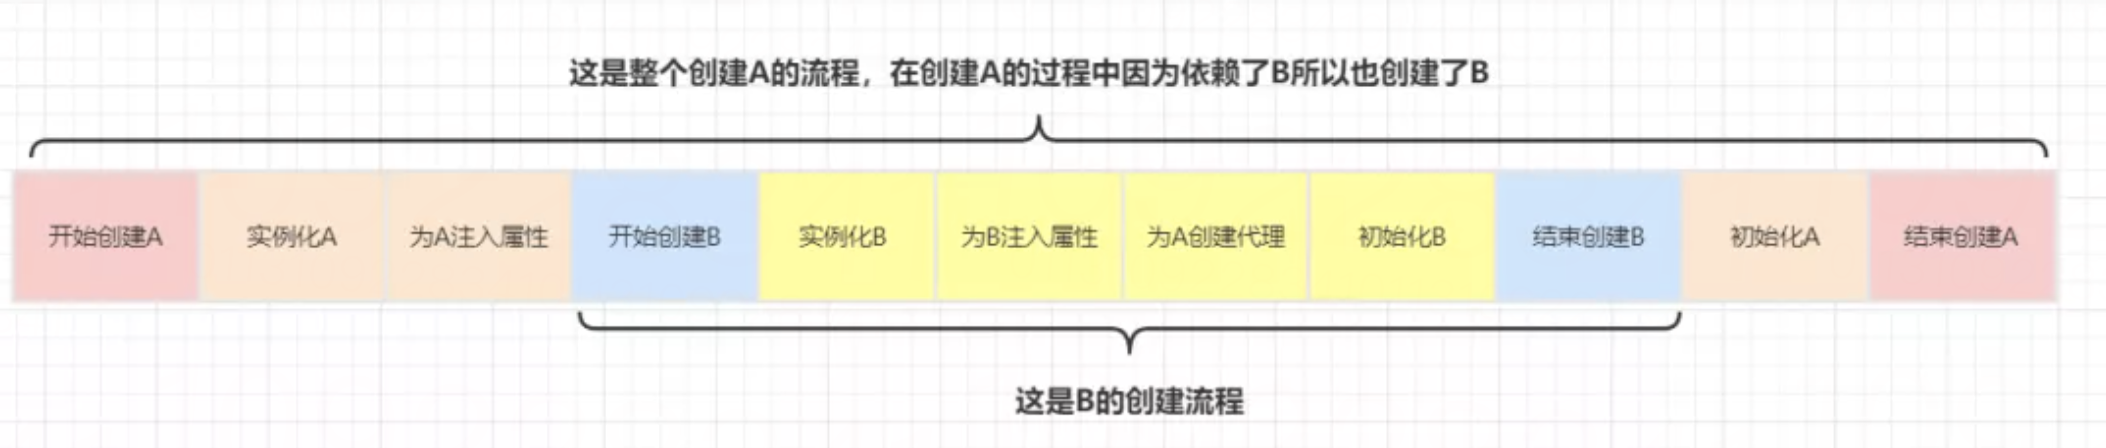 这是整个创建A的流程，在创建A的过程中因为依赖了B所以也创建了B
开始创建A
实例化A
为A注入属性
开始创建B
实例化B
为B注入属性
为A创建代理
初始化B
结束创建B
初始化A
结束创建A
这是B的创建流程